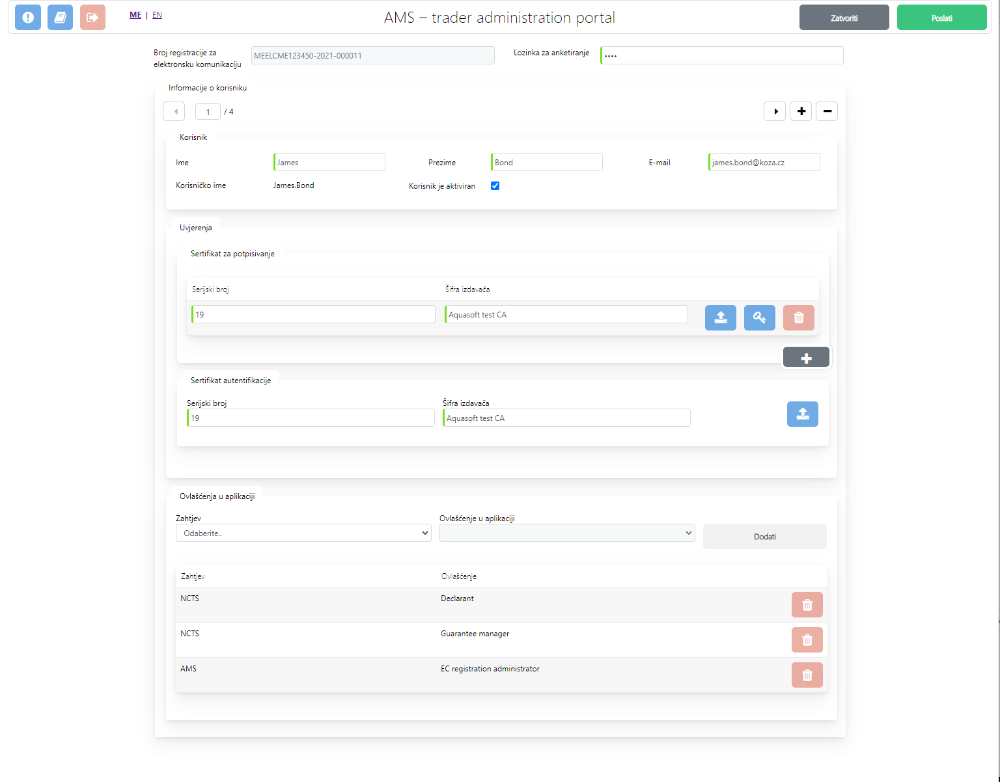 ME | EN
AMS – trader administration portal
Zatvoriti
Poslati
Broj registracije za
elektronsku komunikaciju
MEELCME123450-2021-000011
Lozinka za anketiranje
••••
Informacije o korisniku
1 / 4
Korisnik
Ime
James
Prezime
Bond
E-mail
james.bond@koza.cz
Korisničko ime
James.Bond
Korisnik je aktiviran
Uvjerenja
Sertifikat za potpisivanje
Serijski broj
Šifra izdavača
19
Aquasoft test CA
Sertifikat autentifikacije
Serijski broj
Šifra izdavača
19
Aquasoft test CA
Ovlašćenja u aplikaciji
Zahtjev
Ovlašćenje u aplikaciji
Odaberite..
Dodati
Zahtjev
Ovlašćenje
NCTS
Declarant
NCTS
Guarantee manager
AMS
EC registration administrator